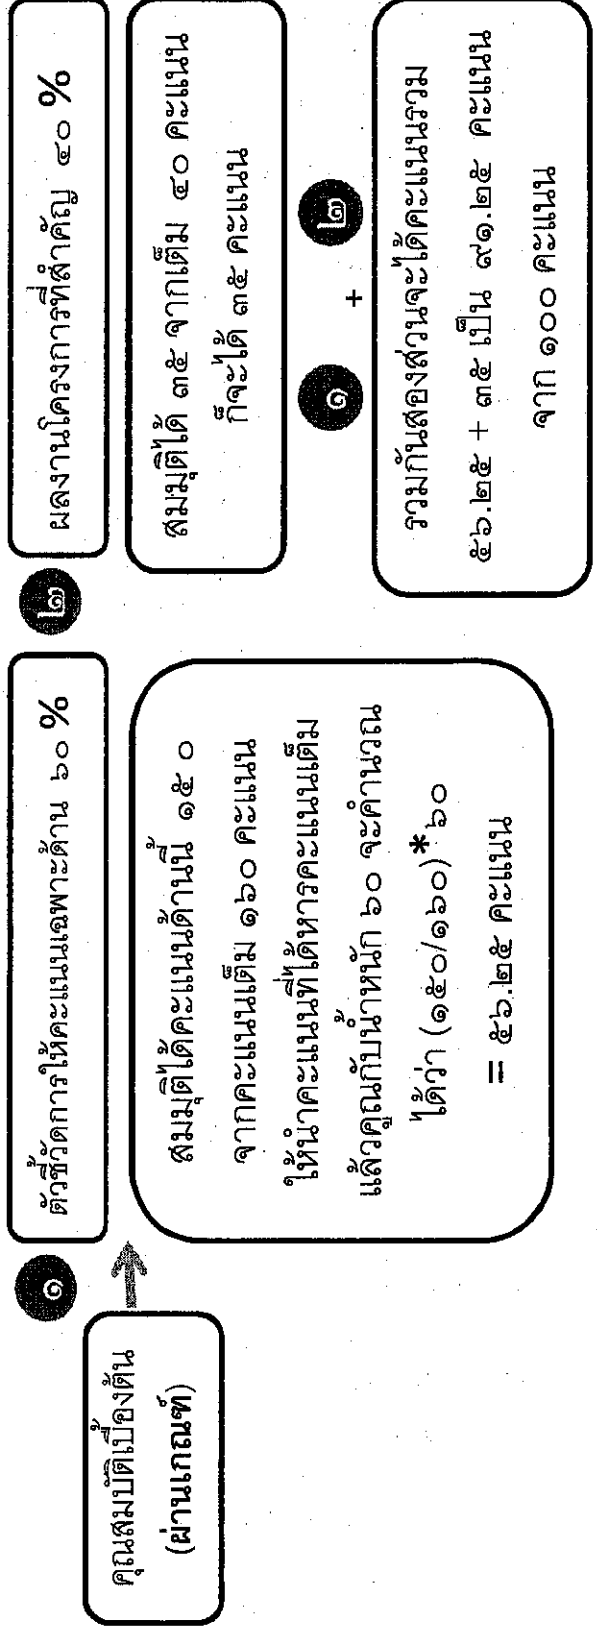 คุณสมบัติเบื้องต้น
(ผ่านเกณฑ์)
๑
ตัวชี้วัดการให้คะแนนเฉพาะด้าน ๖๐ %
สมมุติได้คะแนนด้านนี้ ๑๕๐
จากคะแนนเต็ม ๑๖๐ คะแนน
ให้นำคะแนนที่ได้หารคะแนนเต็ม
แล้วคูณกับน้ำหนัก ๖๐ จะคำนวณ
ได้ว่า (๑๕๐/๑๖๐)*๖๐
= ๕๖.๒๕ คะแนน
๒
ผลงานโครงการที่สำคัญ ๔๐ %
สมมุติได้ ๓๕ จากเต็ม ๔๐ คะแนน
ก็จะได้ ๓๕ คะแนน
๑ + ๒
รวมกันสองส่วนจะได้คะแนนรวม
๕๖.๒๕ + ๓๕ เป็น ๙๑.๒๕ คะแนน
จาก ๑๐๐ คะแนน